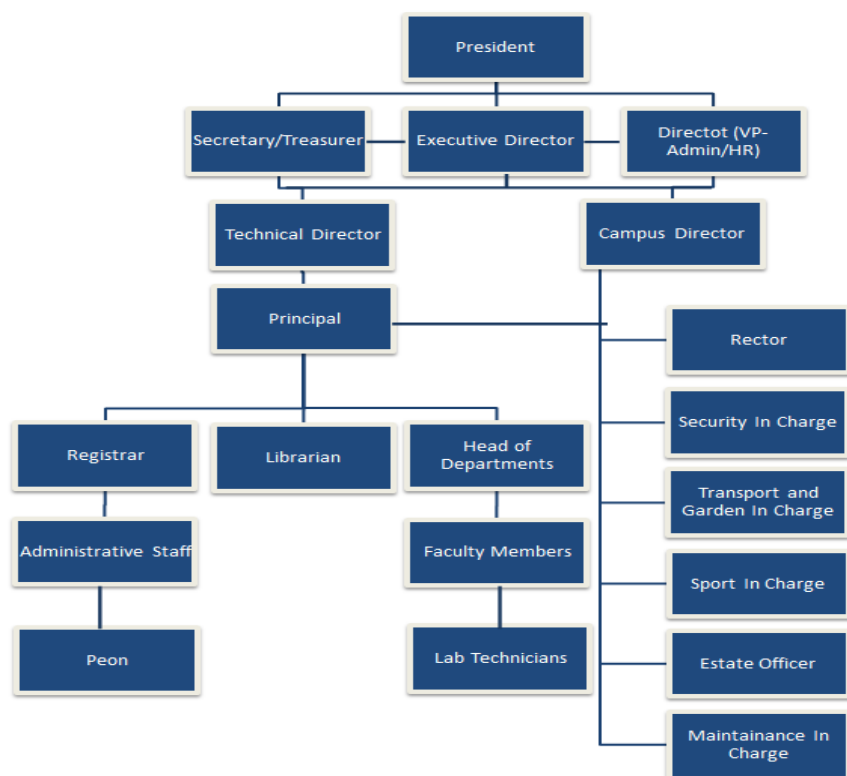 President
Secretary/Treasurer
Executive Director
Directot (VP-
Admin/HR)
Technical Director
Campus Director
Principal
Rector
Security In Charge
Registrar
Librarian
Head of
Departments
Transport and
Garden In Charge
Administrative Staff
Faculty Members
Sport In Charge
Peon
Lab Technicians
Estate Officer
Maintainance In
Charge